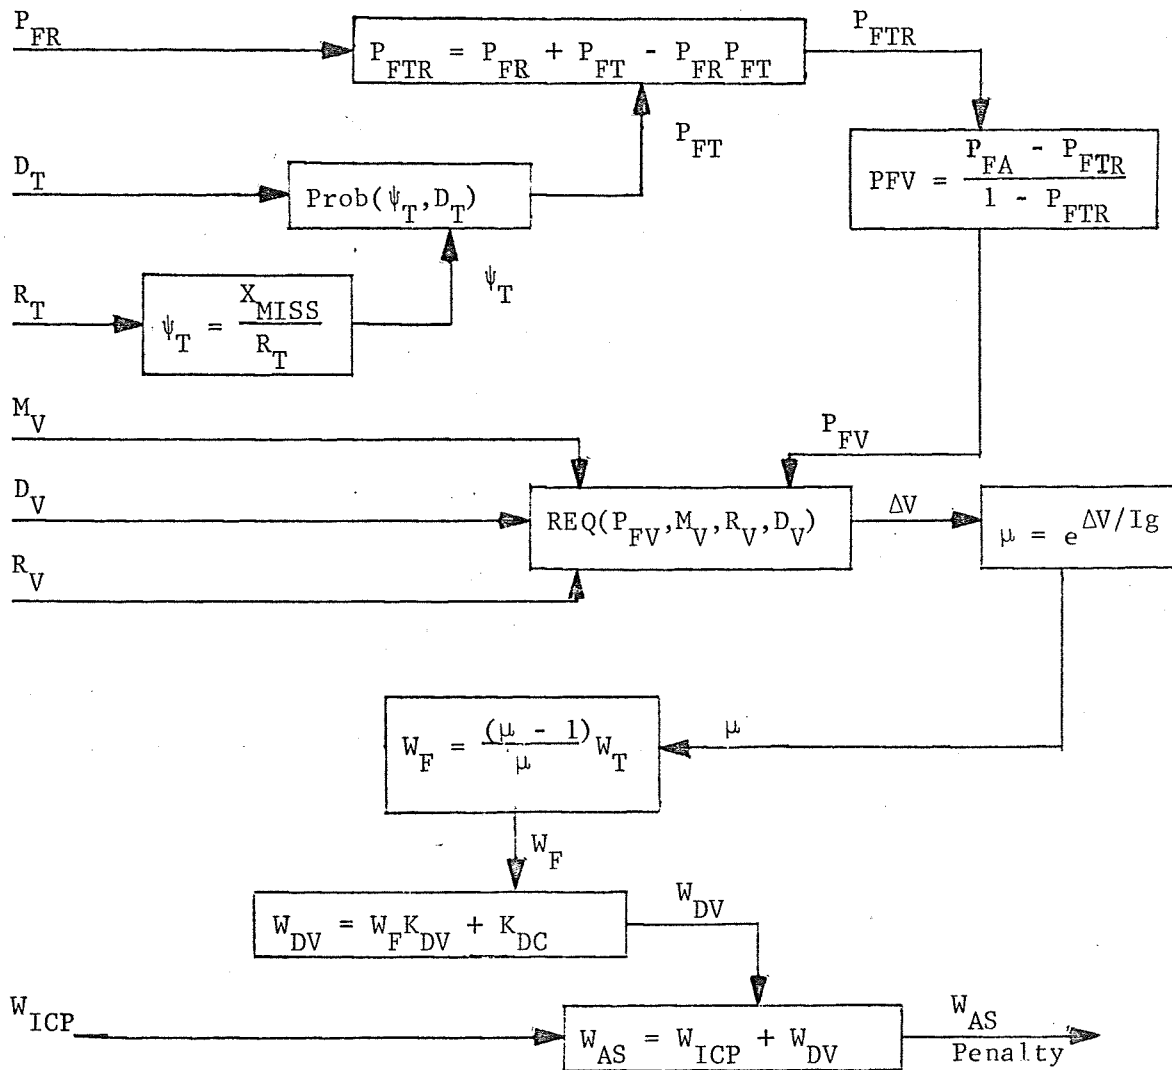 P_FR
P_FTR = P_FR + P_FT - P_FR P_FT
P_FTR
P_FT
D_T
Prob(ψ_T,D_T)
PFV = (P_FA - P_FTR) / (1 - P_FTR)
ψ_T
R_T
ψ_T = X_MISS / R_T
M_V
P_FV
D_V
REQ(P_FV,M_V,R_V,D_V)
ΔV
μ = e^ΔV/Ig
R_V
W_F = (μ - 1)/μ W_T
μ
W_F
W_DV = W_F K_DV + K_DC
W_DV
W_ICP
W_AS = W_ICP + W_DV
W_AS
Penalty